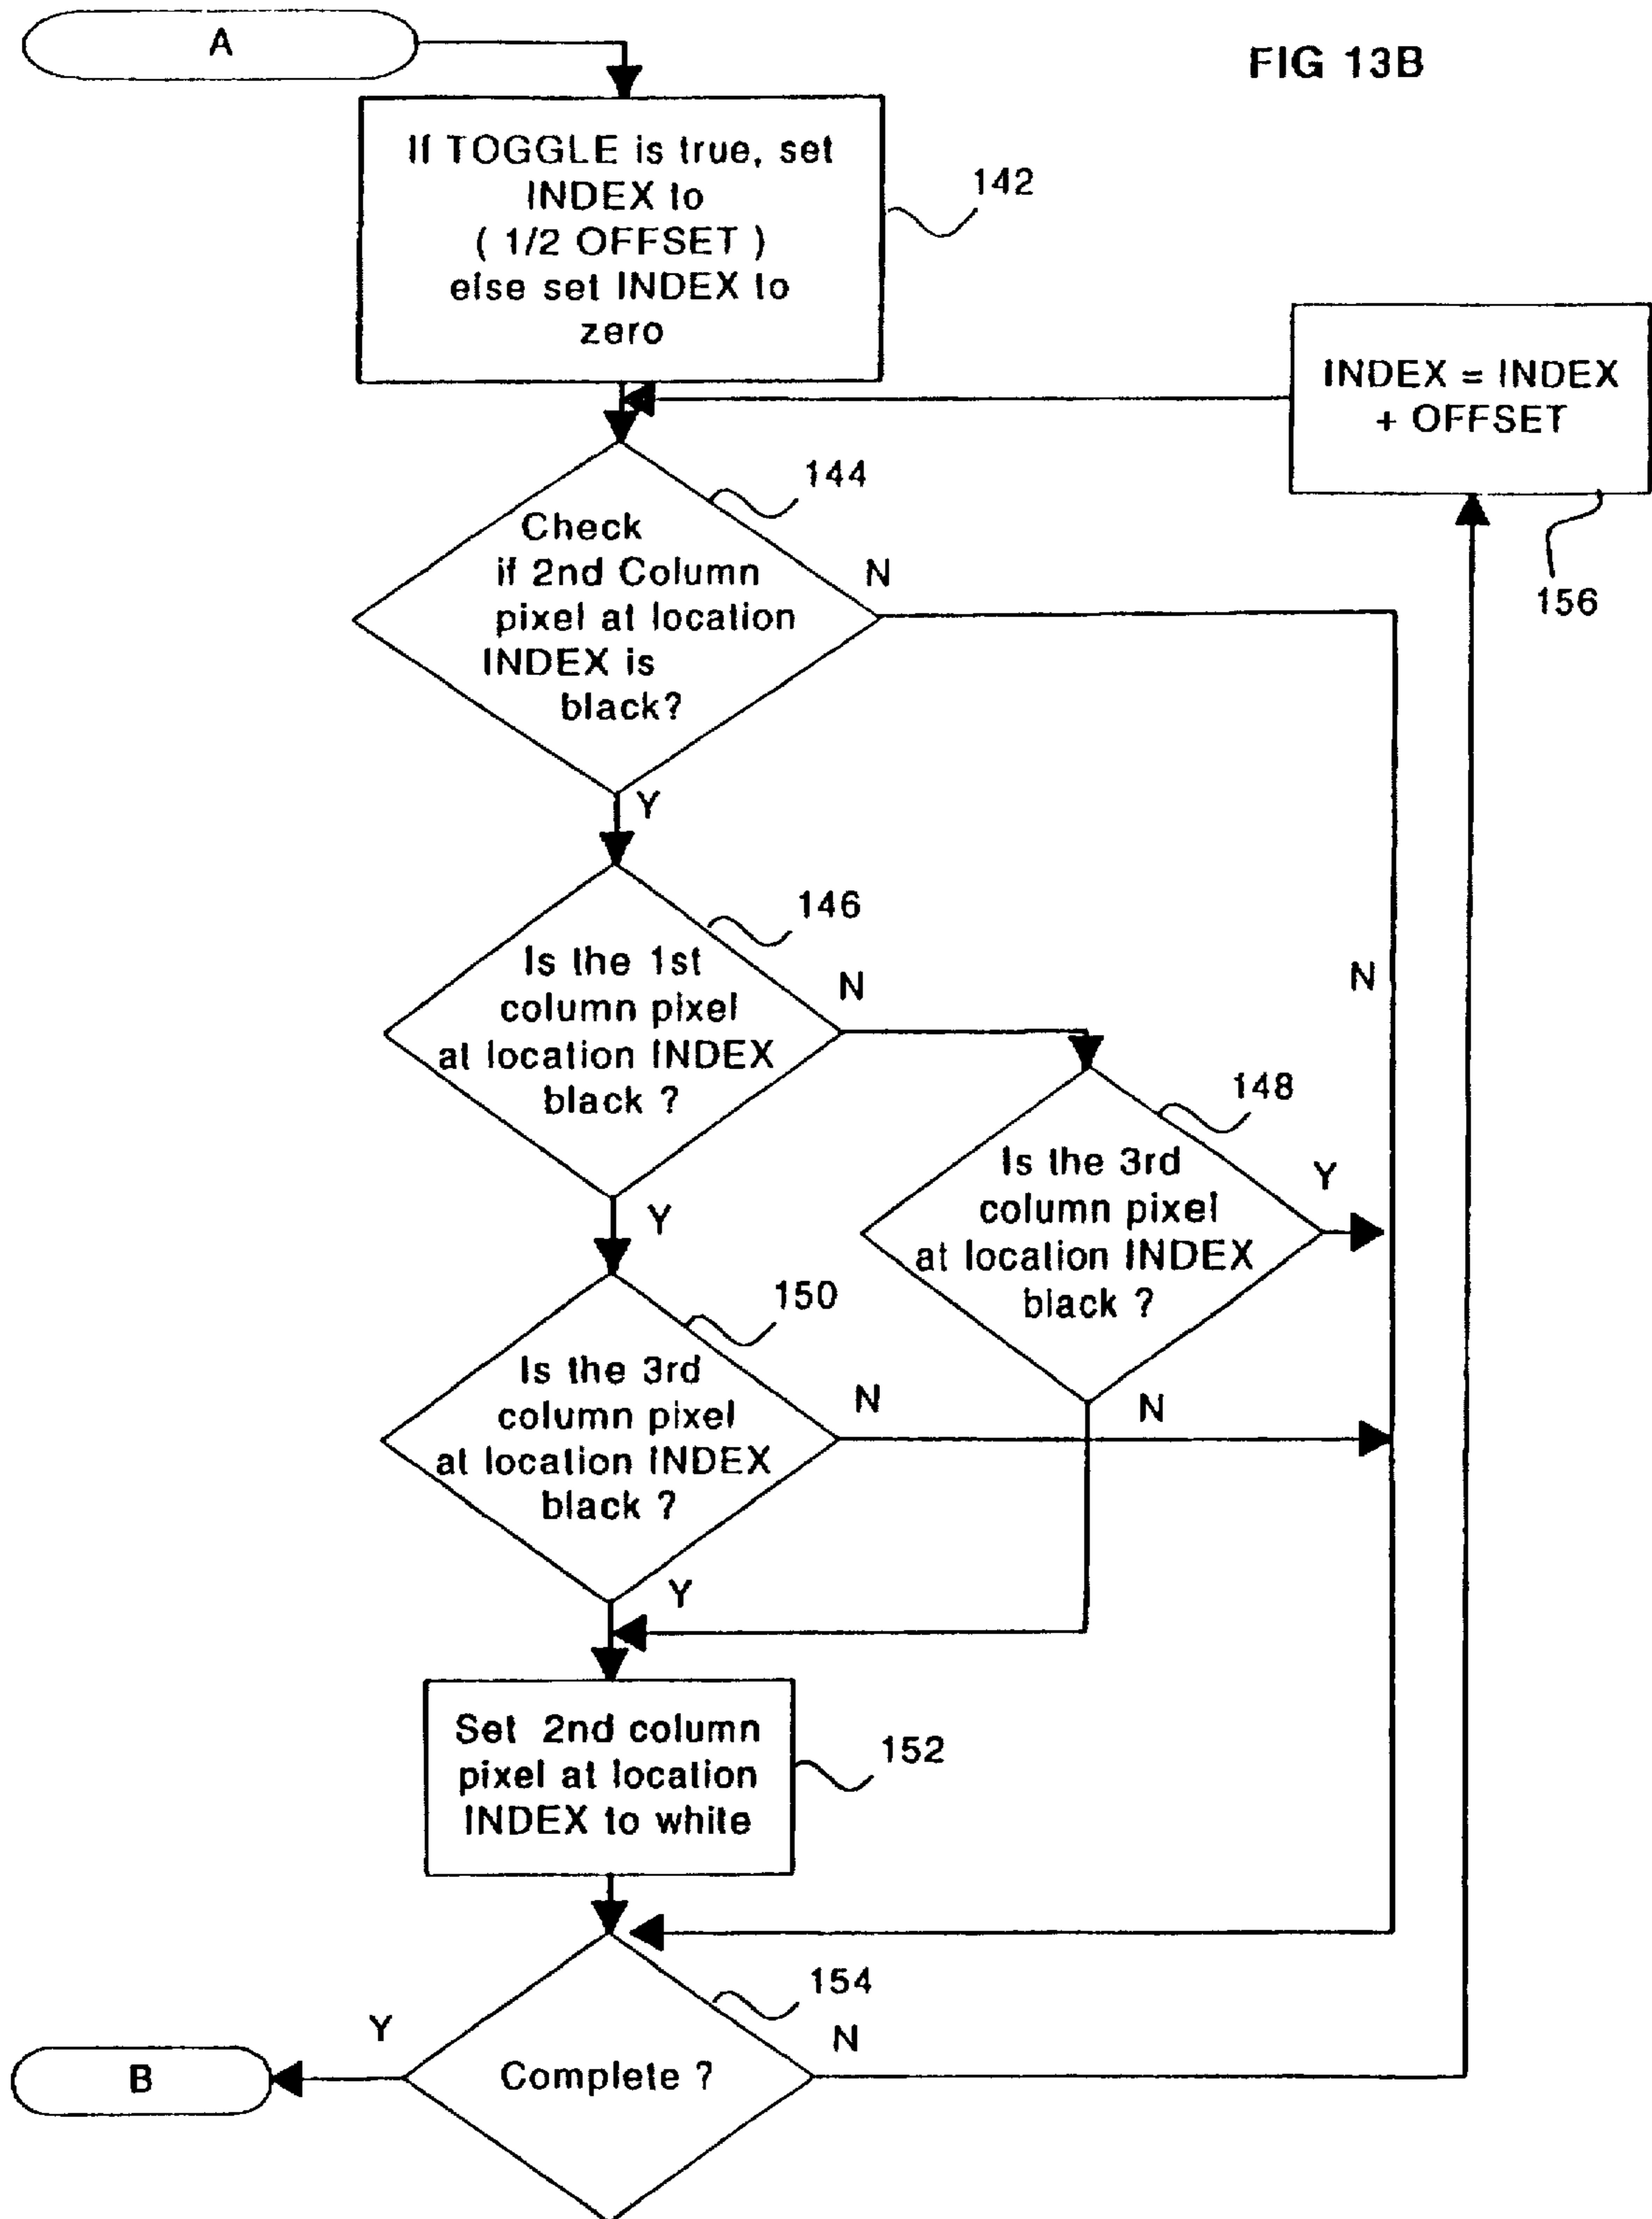 A
FIG 13B
If TOGGLE is true, set
INDEX to
( 1/2 OFFSET )
else set INDEX to
zero
142
INDEX = INDEX
+ OFFSET
156
144
Check
if 2nd Column
pixel at location
INDEX is
black?
N
Y
146
Is the 1st
column pixel
at location INDEX
black ?
N
N
Y
148
Is the 3rd
column pixel
at location INDEX
black ?
Y
N
150
Is the 3rd
column pixel
at location INDEX
black ?
N
Y
Set 2nd column
pixel at location
INDEX to white
152
154
Complete ?
Y
N
B